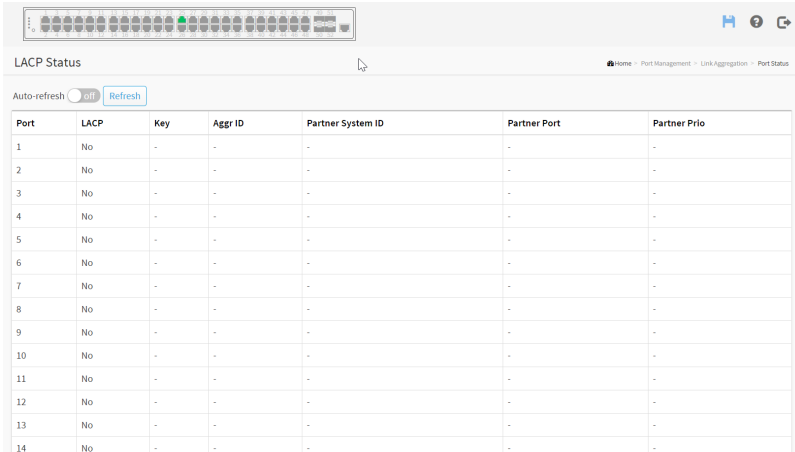 LACP Status
Home > Port Management > Link Aggregation > Port Status
Auto-refresh off Refresh
Port LACP Key Aggr ID Partner System ID Partner Port Partner Prio
1 No - - - - -
2 No - - - - -
3 No - - - - -
4 No - - - - -
5 No - - - - -
6 No - - - - -
7 No - - - - -
8 No - - - - -
9 No - - - - -
10 No - - - - -
11 No - - - - -
12 No - - - - -
13 No - - - - -
14 No - - - - -